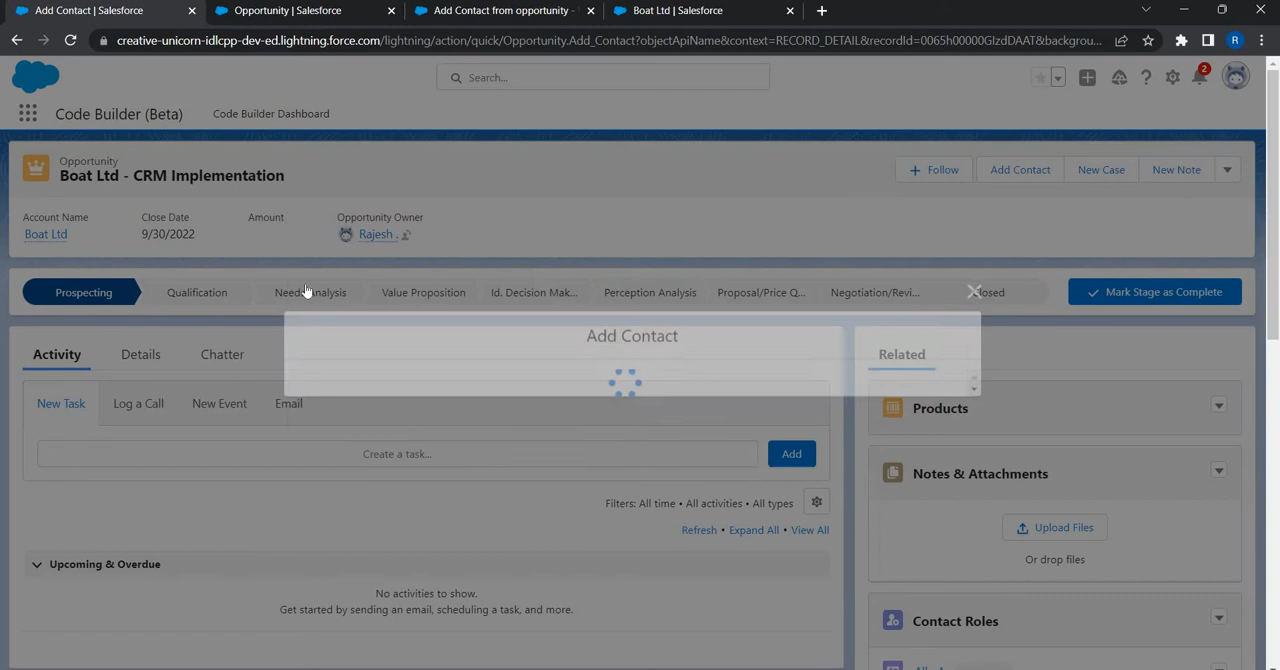 Add Contact | Salesforce
Opportunity | Salesforce
Add Contact from opportunity -
Boat Ltd | Salesforce
creative-unicorn-idlcpp-dev-ed.lightning.force.com/lightning/action/quick/Opportunity.Add_Contact?objectApiName&context=RECORD_DETAIL&recordId=0065h00000GlzdDAAT&backgrou...
R
Search...
2
Code Builder (Beta)
Code Builder Dashboard
Opportunity
Boat Ltd - CRM Implementation
Follow
Add Contact
New Case
New Note
Account Name
Close Date
Amount
Opportunity Owner
Boat Ltd
9/30/2022
Rajesh .
Prospecting
Qualification
Needs Analysis
Value Proposition
Id. Decision Mak...
Perception Analysis
Proposal/Price Q...
Negotiation/Revi...
Closed
Mark Stage as Complete
Add Contact
Activity
Details
Chatter
Related
New Task
Log a Call
New Event
Email
Products
Create a task...
Add
Notes & Attachments
Filters: All time • All activities • All types
Refresh • Expand All • View All
Upload Files
Or drop files
Upcoming & Overdue
No activities to show.
Get started by sending an email, scheduling a task, and more.
Contact Roles